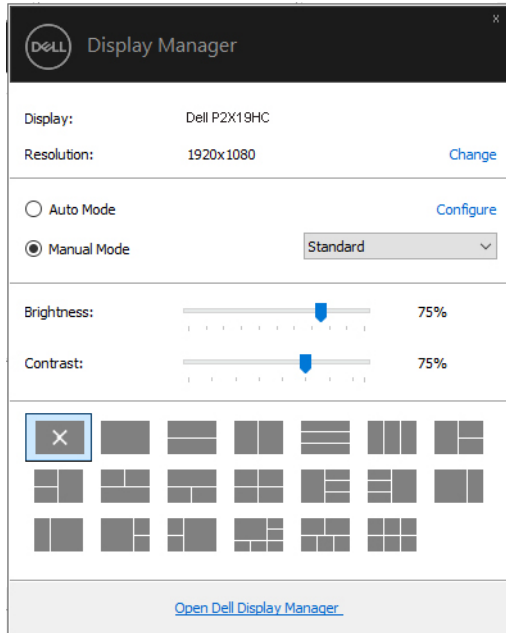 x
DELL Display Manager
Display: Dell P2X19HC
Resolution: 1920x1080 Change
Auto Mode Configure
Manual Mode Standard
Brightness: 75%
Contrast: 75%
Open Dell Display Manager